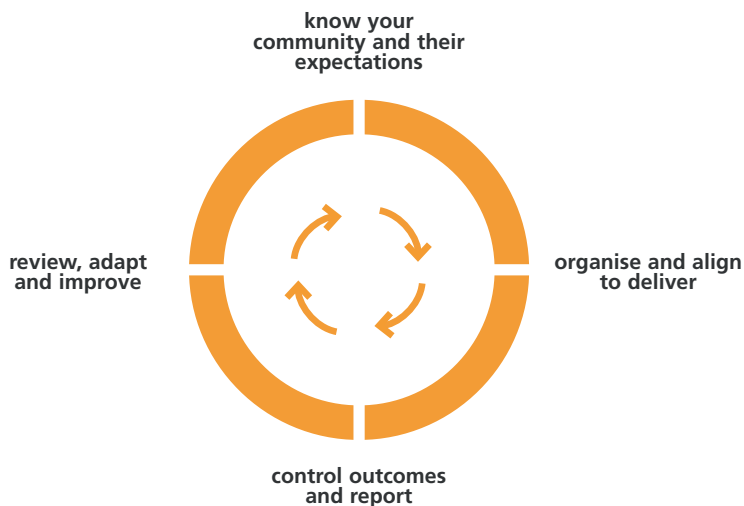 know your
community and their
expectations
review, adapt
and improve
organise and align
to deliver
control outcomes
and report